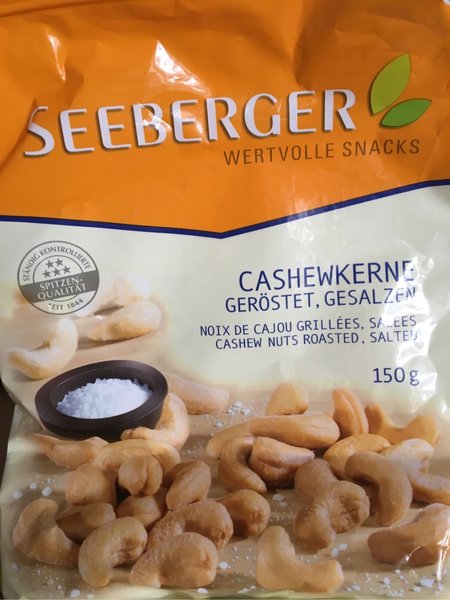 SEEBERGER
WERTVOLLE SNACKS
STÄNDIG KONTROLLIERTE
SPITZEN-
QUALITÄT
SEIT 1844
CASHEWKERNE
GERÖSTET, GESALZEN
NOIX DE CAJOU GRILLÉES, SALÉES
CASHEW NUTS ROASTED, SALTED
150 g